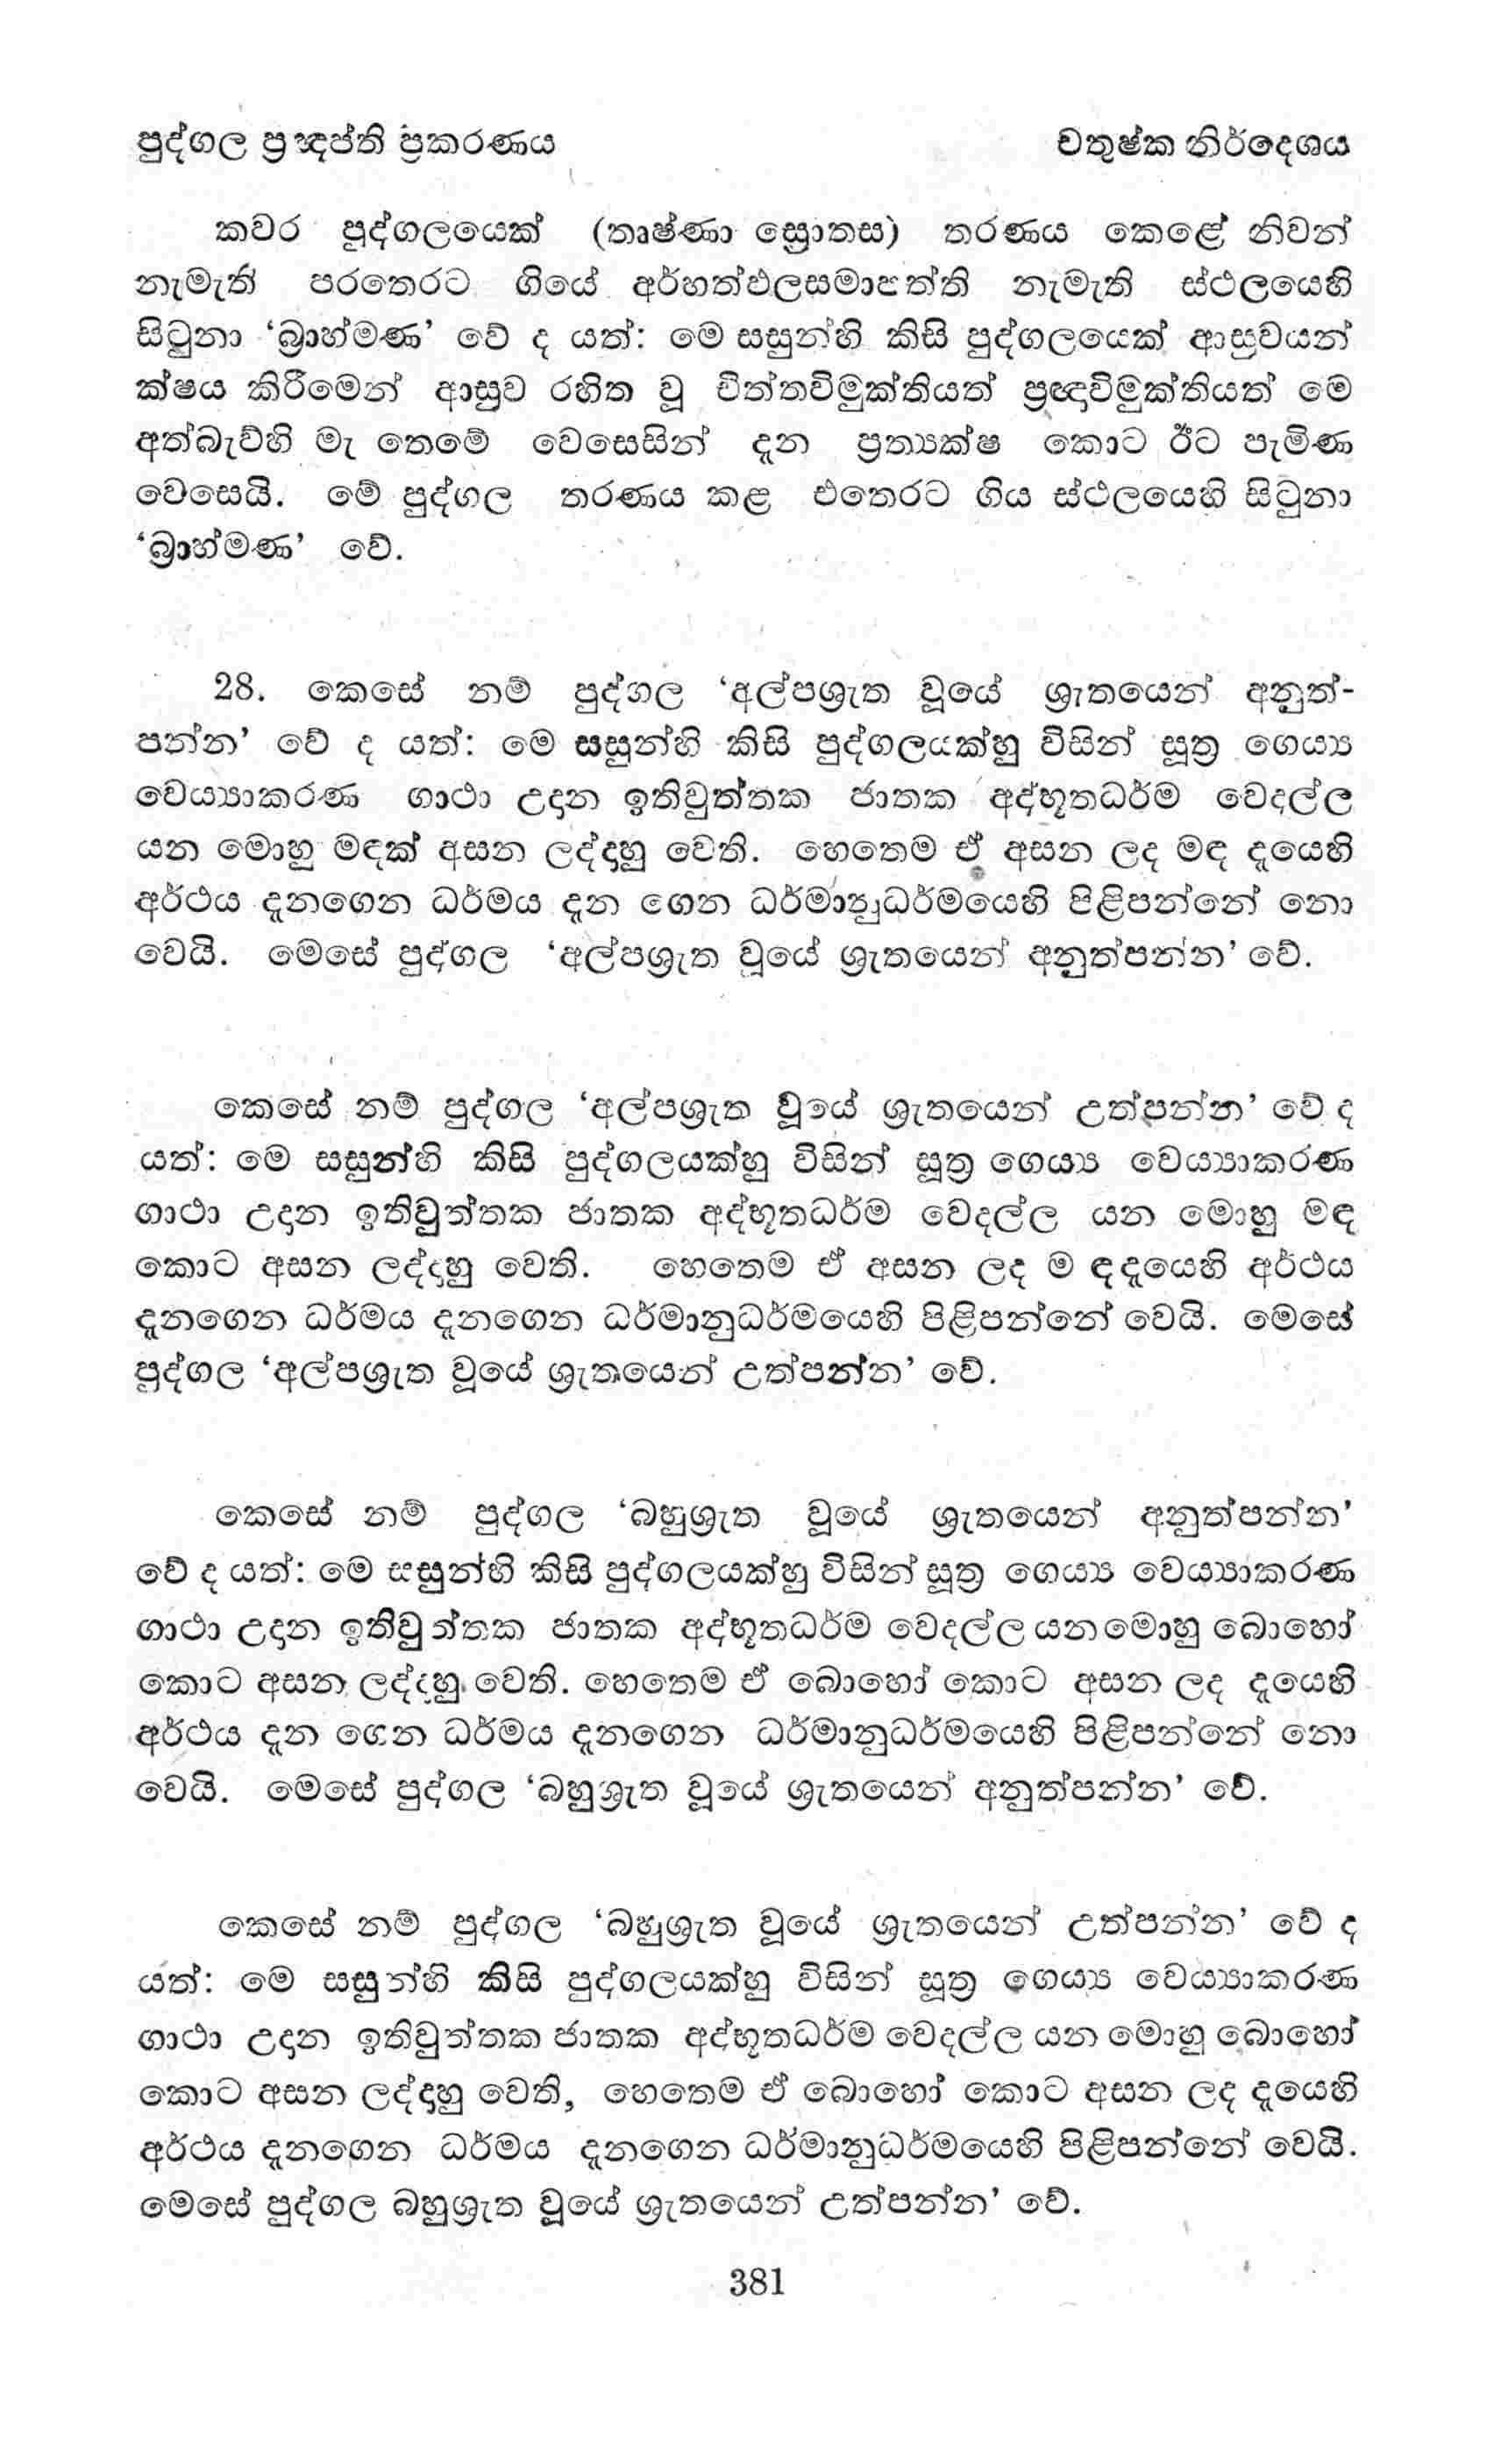 පුද්ගල ප්‍රඥප්ති ප්‍රකරණය චතුෂ්ක නිර්දෙශය
කවර පුද්ගලයෙක් (තෘෂ්ණා ස්‍රොතස) තරණය කෙළේ නිවන්
නැමැති පරතෙරට ගියේ අර්හත්ඵලසමාපත්ති නැමැති ස්ථලයෙහි
සිටුනා ‘බ්‍රාහ්මණ’ වේ ද යත්: මෙ සසුන්හි කිසි පුද්ගලයෙක් ආස්‍රවයන්
ක්ෂය කිරීමෙන් ආස්‍රව රහිත වූ චිත්තවිමුක්තියත් ප්‍රඥාවිමුක්තියත් මෙ
අත්බැව්හි මැ තෙමේ වෙසෙසින් දැන ප්‍රත්‍යක්ෂ කොට ඊට පැමිණ
වෙසෙයි. මේ පුද්ගල තරණය කළ එතෙරට ගිය ස්ථලයෙහි සිටුනා
‘බ්‍රාහ්මණ’ වේ.
28. කෙසේ නම් පුද්ගල ‘අල්පශ්‍රැත වූයේ ශ්‍රැතයෙන් අනුත්-
පන්න’ වේ ද යත්: මෙ සසුන්හි කිසි පුද්ගලයක්හු විසින් සූත්‍ර ගෙය්‍ය
වෙය්‍යාකරණ ගාථා උදාන ඉතිවුත්තක ජාතක අද්භූතධර්ම වෙදල්ල
යන මොහු මඳක් අසන ලද්දාහු වෙති. හෙතෙම ඒ අසන ලද මඳ දැයෙහි
අර්ථය දැනගෙන ධර්මය දැන ගෙන ධර්මානුධර්මයෙහි පිළිපන්නේ නො
වෙයි. මෙසේ පුද්ගල ‘අල්පශ්‍රැත වූයේ ශ්‍රැතයෙන් අනුත්පන්න’ වේ.
කෙසේ නම් පුද්ගල ‘අල්පශ්‍රැත වූයේ ශ්‍රැතයෙන් උත්පන්න’ වේ ද
යත්: මෙ සසුන්හි කිසි පුද්ගලයක්හු විසින් සූත්‍ර ගෙය්‍ය වෙය්‍යාකරණ
ගාථා උදාන ඉතිවුත්තක ජාතක අද්භූතධර්ම වෙදල්ල යන මොහු මඳ
කොට අසන ලද්දාහු වෙති. හෙතෙම ඒ අසන ලද ම ඳදැයෙහි අර්ථය
දැනගෙන ධර්මය දැනගෙන ධර්මානුධර්මයෙහි පිළිපන්නේ වෙයි. මෙසේ
පුද්ගල ‘අල්පශ්‍රැත වූයේ ශ්‍රැතයෙන් උත්පන්න’ වේ.
කෙසේ නම් පුද්ගල ‘බහුශ්‍රැත වූයේ ශ්‍රැතයෙන් අනුත්පන්න’
වේ ද යත්: මෙ සසුන්හි කිසි පුද්ගලයක්හු විසින් සූත්‍ර ගෙය්‍ය වෙය්‍යාකරණ
ගාථා උදාන ඉතිවුත්තක ජාතක අද්භූතධර්ම වෙදල්ල යන මොහු බොහෝ
කොට අසන ලද්දාහු වෙති. හෙතෙම ඒ බොහෝ කොට අසන ලද දැයෙහි
අර්ථය දැන ගෙන ධර්මය දැනගෙන ධර්මානුධර්මයෙහි පිළිපන්නේ නො
වෙයි. මෙසේ පුද්ගල ‘බහුශ්‍රැත වූයේ ශ්‍රැතයෙන් අනුත්පන්න’ වේ.
කෙසේ නම් පුද්ගල ‘බහුශ්‍රැත වූයේ ශ්‍රැතයෙන් උත්පන්න’ වේ ද
යත්: මෙ සසුන්හි කිසි පුද්ගලයක්හු විසින් සූත්‍ර ගෙය්‍ය වෙය්‍යාකරණ
ගාථා උදාන ඉතිවුත්තක ජාතක අද්භූතධර්ම වෙදල්ල යන මොහු බොහෝ
කොට අසන ලද්දාහු වෙති, හෙතෙම ඒ බොහෝ කොට අසන ලද දැයෙහි
අර්ථය දැනගෙන ධර්මය දැනගෙන ධර්මානුධර්මයෙහි පිළිපන්නේ වෙයි.
මෙසේ පුද්ගල බහුශ්‍රැත වූයේ ශ්‍රැතයෙන් උත්පන්න’ වේ.
381